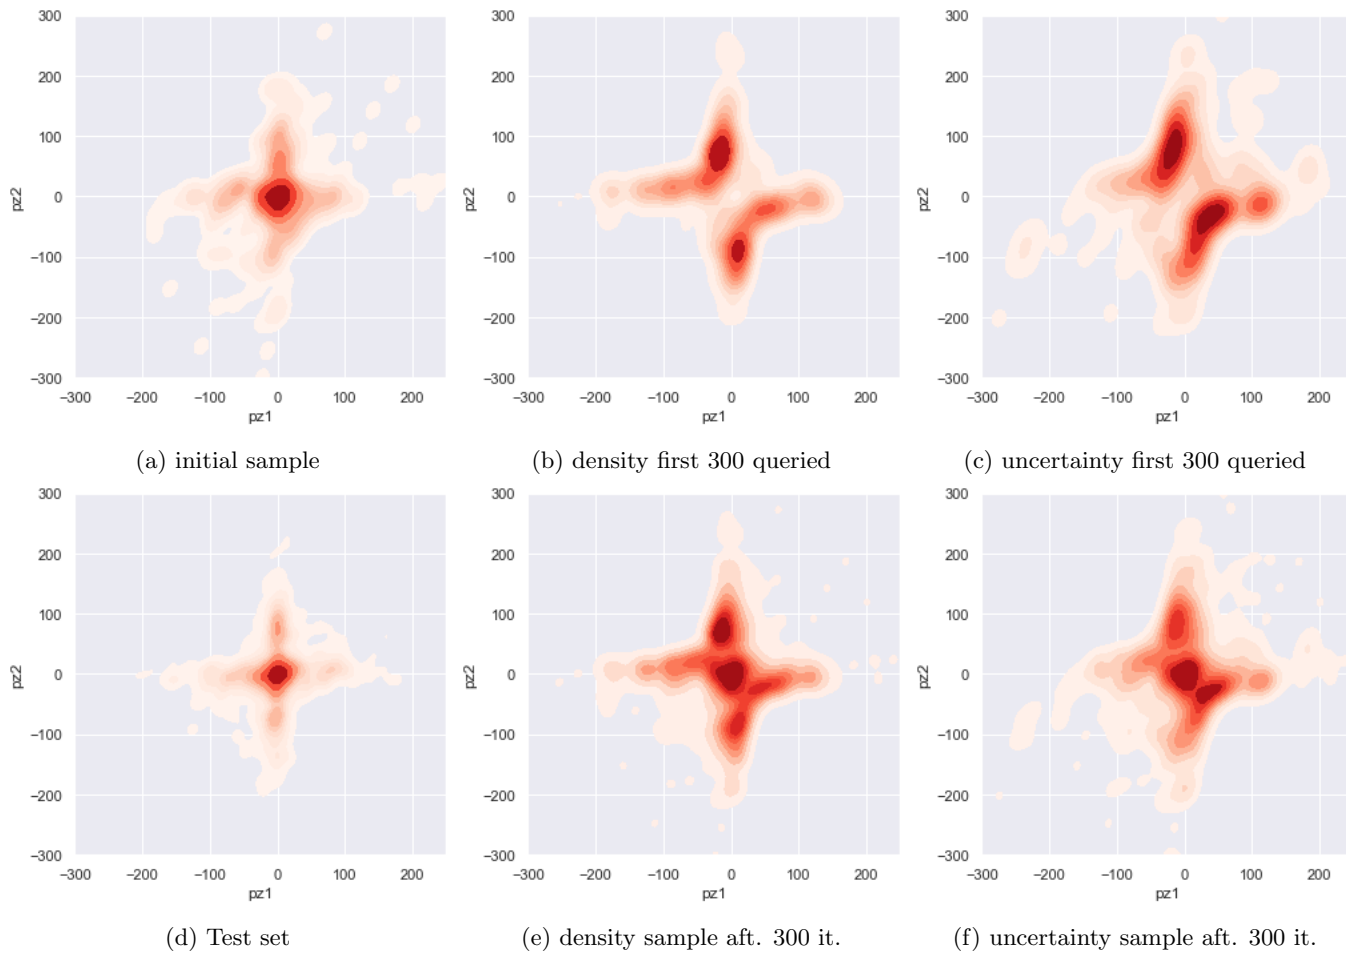 300
200
100
0
−100
−200
−300
pz2
−300 −200 −100 0 100 200
pz1
(a) initial sample
300
200
100
0
−100
−200
−300
pz2
−300 −200 −100 0 100 200
pz1
(b) density first 300 queried
300
200
100
0
−100
−200
−300
pz2
−300 −200 −100 0 100 200
pz1
(c) uncertainty first 300 queried
300
200
100
0
−100
−200
−300
pz2
−300 −200 −100 0 100 200
pz1
(d) Test set
300
200
100
0
−100
−200
−300
pz2
−300 −200 −100 0 100 200
pz1
(e) density sample aft. 300 it.
300
200
100
0
−100
−200
−300
pz2
−300 −200 −100 0 100 200
pz1
(f) uncertainty sample aft. 300 it.